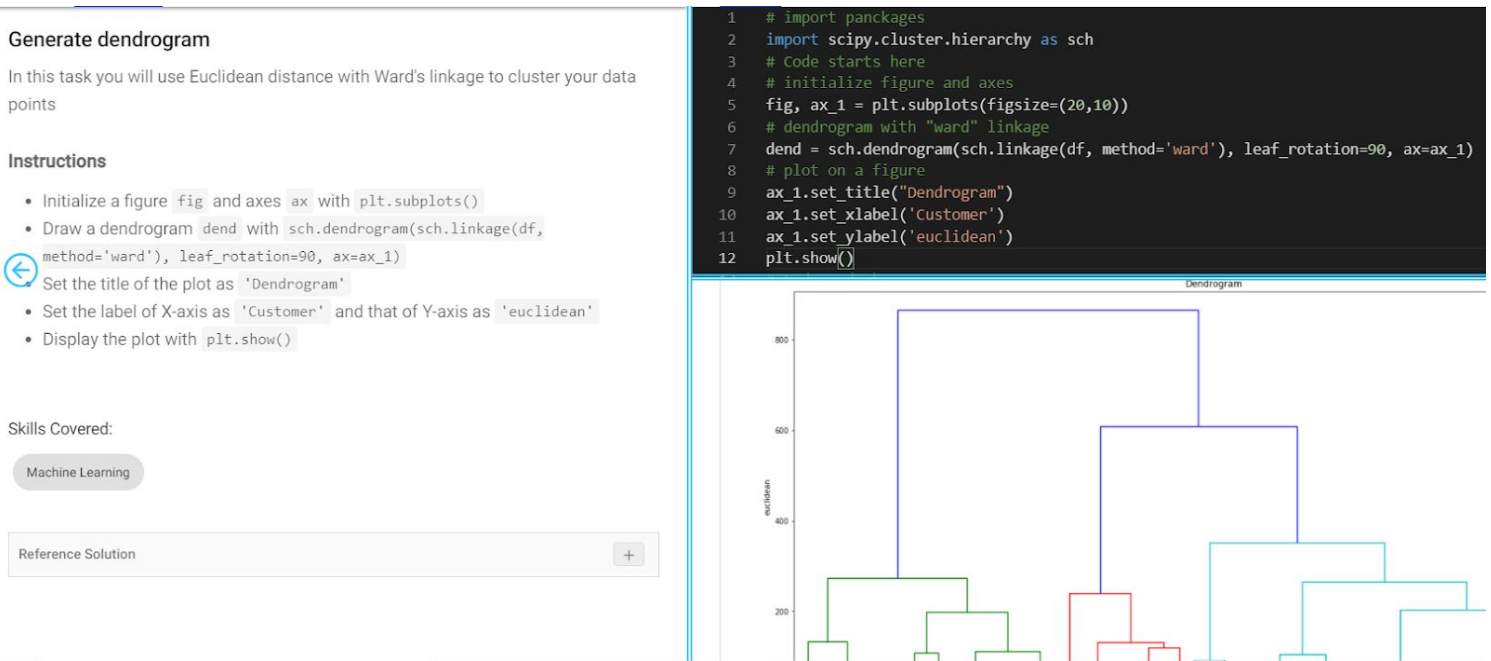 Generate dendrogram
In this task you will use Euclidean distance with Ward's linkage to cluster your data
points
Instructions
• Initialize a figure fig and axes ax with plt.subplots()
• Draw a dendrogram dend with sch.dendrogram(sch.linkage(df,
method='ward'), leaf_rotation=90, ax=ax_1)
Set the title of the plot as 'Dendrogram'
• Set the label of X-axis as 'Customer' and that of Y-axis as 'euclidean'
• Display the plot with plt.show()
Skills Covered:
Machine Learning
Reference Solution +
1 # import panckages
2 import scipy.cluster.hierarchy as sch
3 # Code starts here
4 # initialize figure and axes
5 fig, ax_1 = plt.subplots(figsize=(20,10))
6 # dendrogram with "ward" linkage
7 dend = sch.dendrogram(sch.linkage(df, method='ward'), leaf_rotation=90, ax=ax_1)
8 # plot on a figure
9 ax_1.set_title("Dendrogram")
10 ax_1.set_xlabel('Customer')
11 ax_1.set_ylabel('euclidean')
12 plt.show()
Dendrogram
800
600
euclidean
400
200